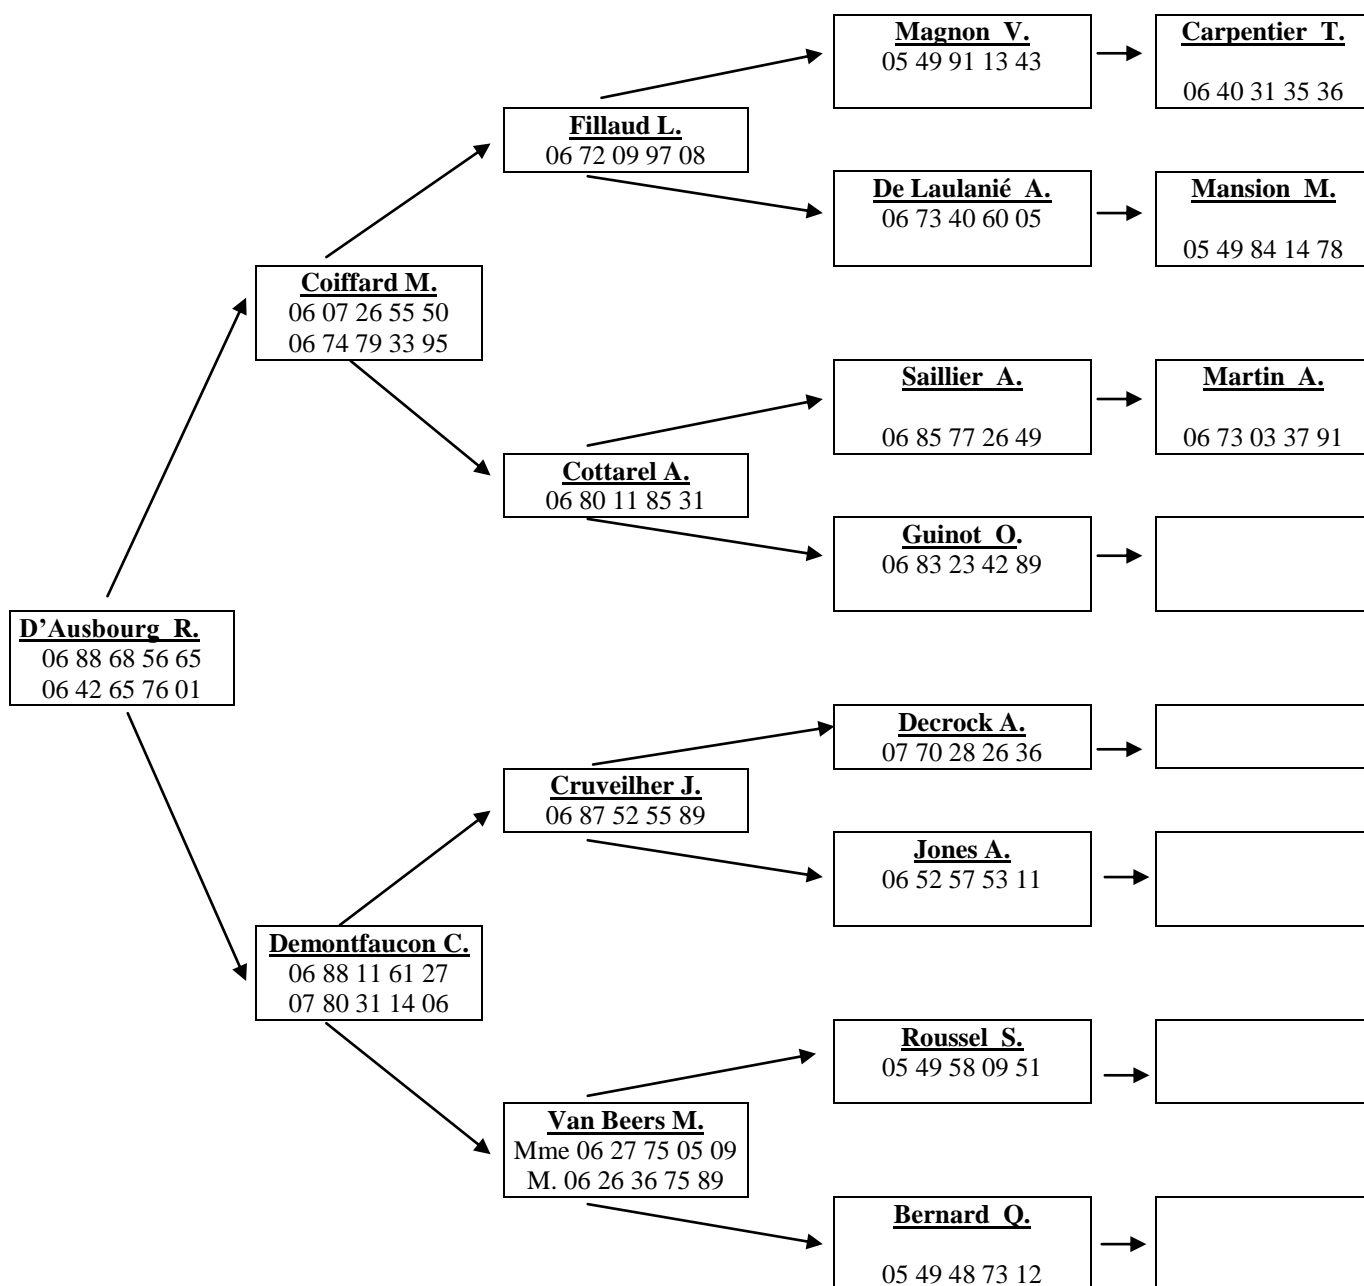 Magnon V.
05 49 91 13 43
Carpentier T.
06 40 31 35 36
Fillaud L.
06 72 09 97 08
De Laulanié A.
06 73 40 60 05
Mansion M.
05 49 84 14 78
Coiffard M.
06 07 26 55 50
06 74 79 33 95
Saillier A.
06 85 77 26 49
Martin A.
06 73 03 37 91
Cottarel A.
06 80 11 85 31
Guinot O.
06 83 23 42 89
D'Ausbourg R.
06 88 68 56 65
06 42 65 76 01
Decrock A.
07 70 28 26 36
Cruveilher J.
06 87 52 55 89
Jones A.
06 52 57 53 11
Demontfaucon C.
06 88 11 61 27
07 80 31 14 06
Roussel S.
05 49 58 09 51
Van Beers M.
Mme 06 27 75 05 09
M. 06 26 36 75 89
Bernard Q.
05 49 48 73 12